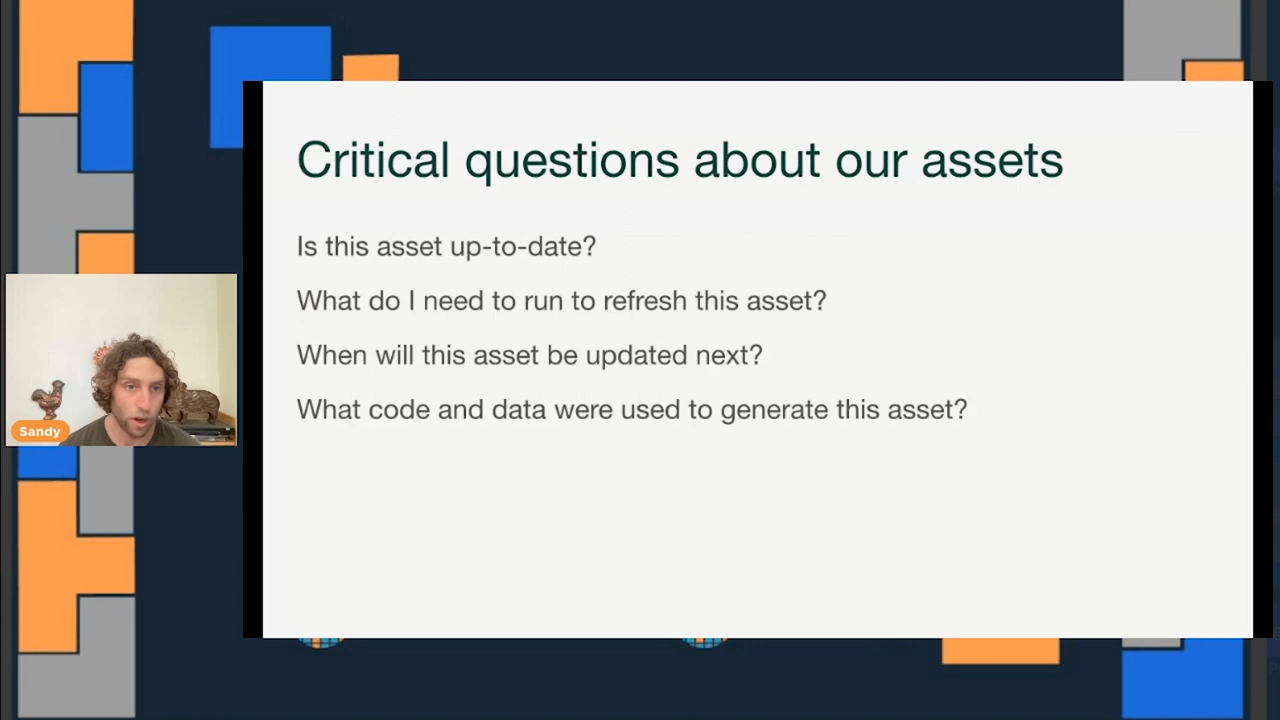 Critical questions about our assets
Is this asset up-to-date?
What do I need to run to refresh this asset?
When will this asset be updated next?
What code and data were used to generate this asset?
Sandy